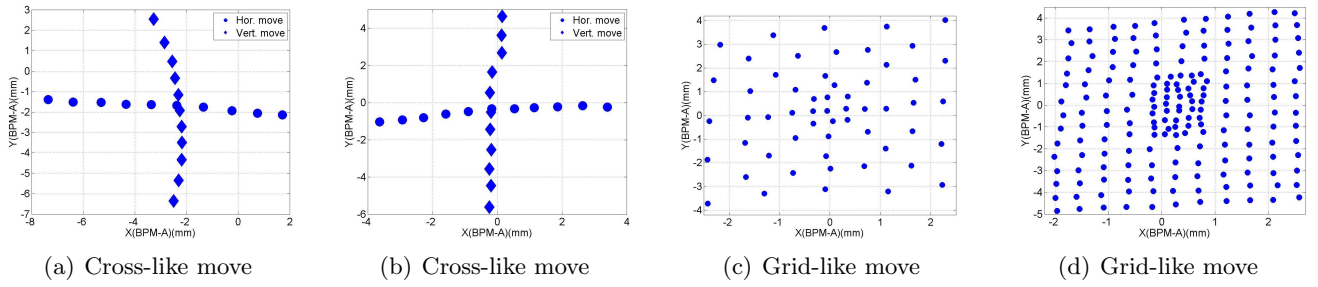 Y(BPM-A)(mm)
3
2
1
0
-1
-2
-3
-4
-5
-6
-7
-8 -6 -4 -2 0 2
X(BPM-A)(mm)
Hor. move
Vert. move
(a) Cross-like move
Y(BPM-A)(mm)
4
2
0
-2
-4
-6
-4 -2 0 2 4
X(BPM-A)(mm)
Hor. move
Vert. move
(b) Cross-like move
Y(BPM-A)(mm)
4
3
2
1
0
-1
-2
-3
-4
-2 -1 0 1 2
X(BPM-A)(mm)
(c) Grid-like move
Y(BPM-A)(mm)
4
3
2
1
0
-1
-2
-3
-4
-5
-2 -1 0 1 2
X(BPM-A)(mm)
(d) Grid-like move